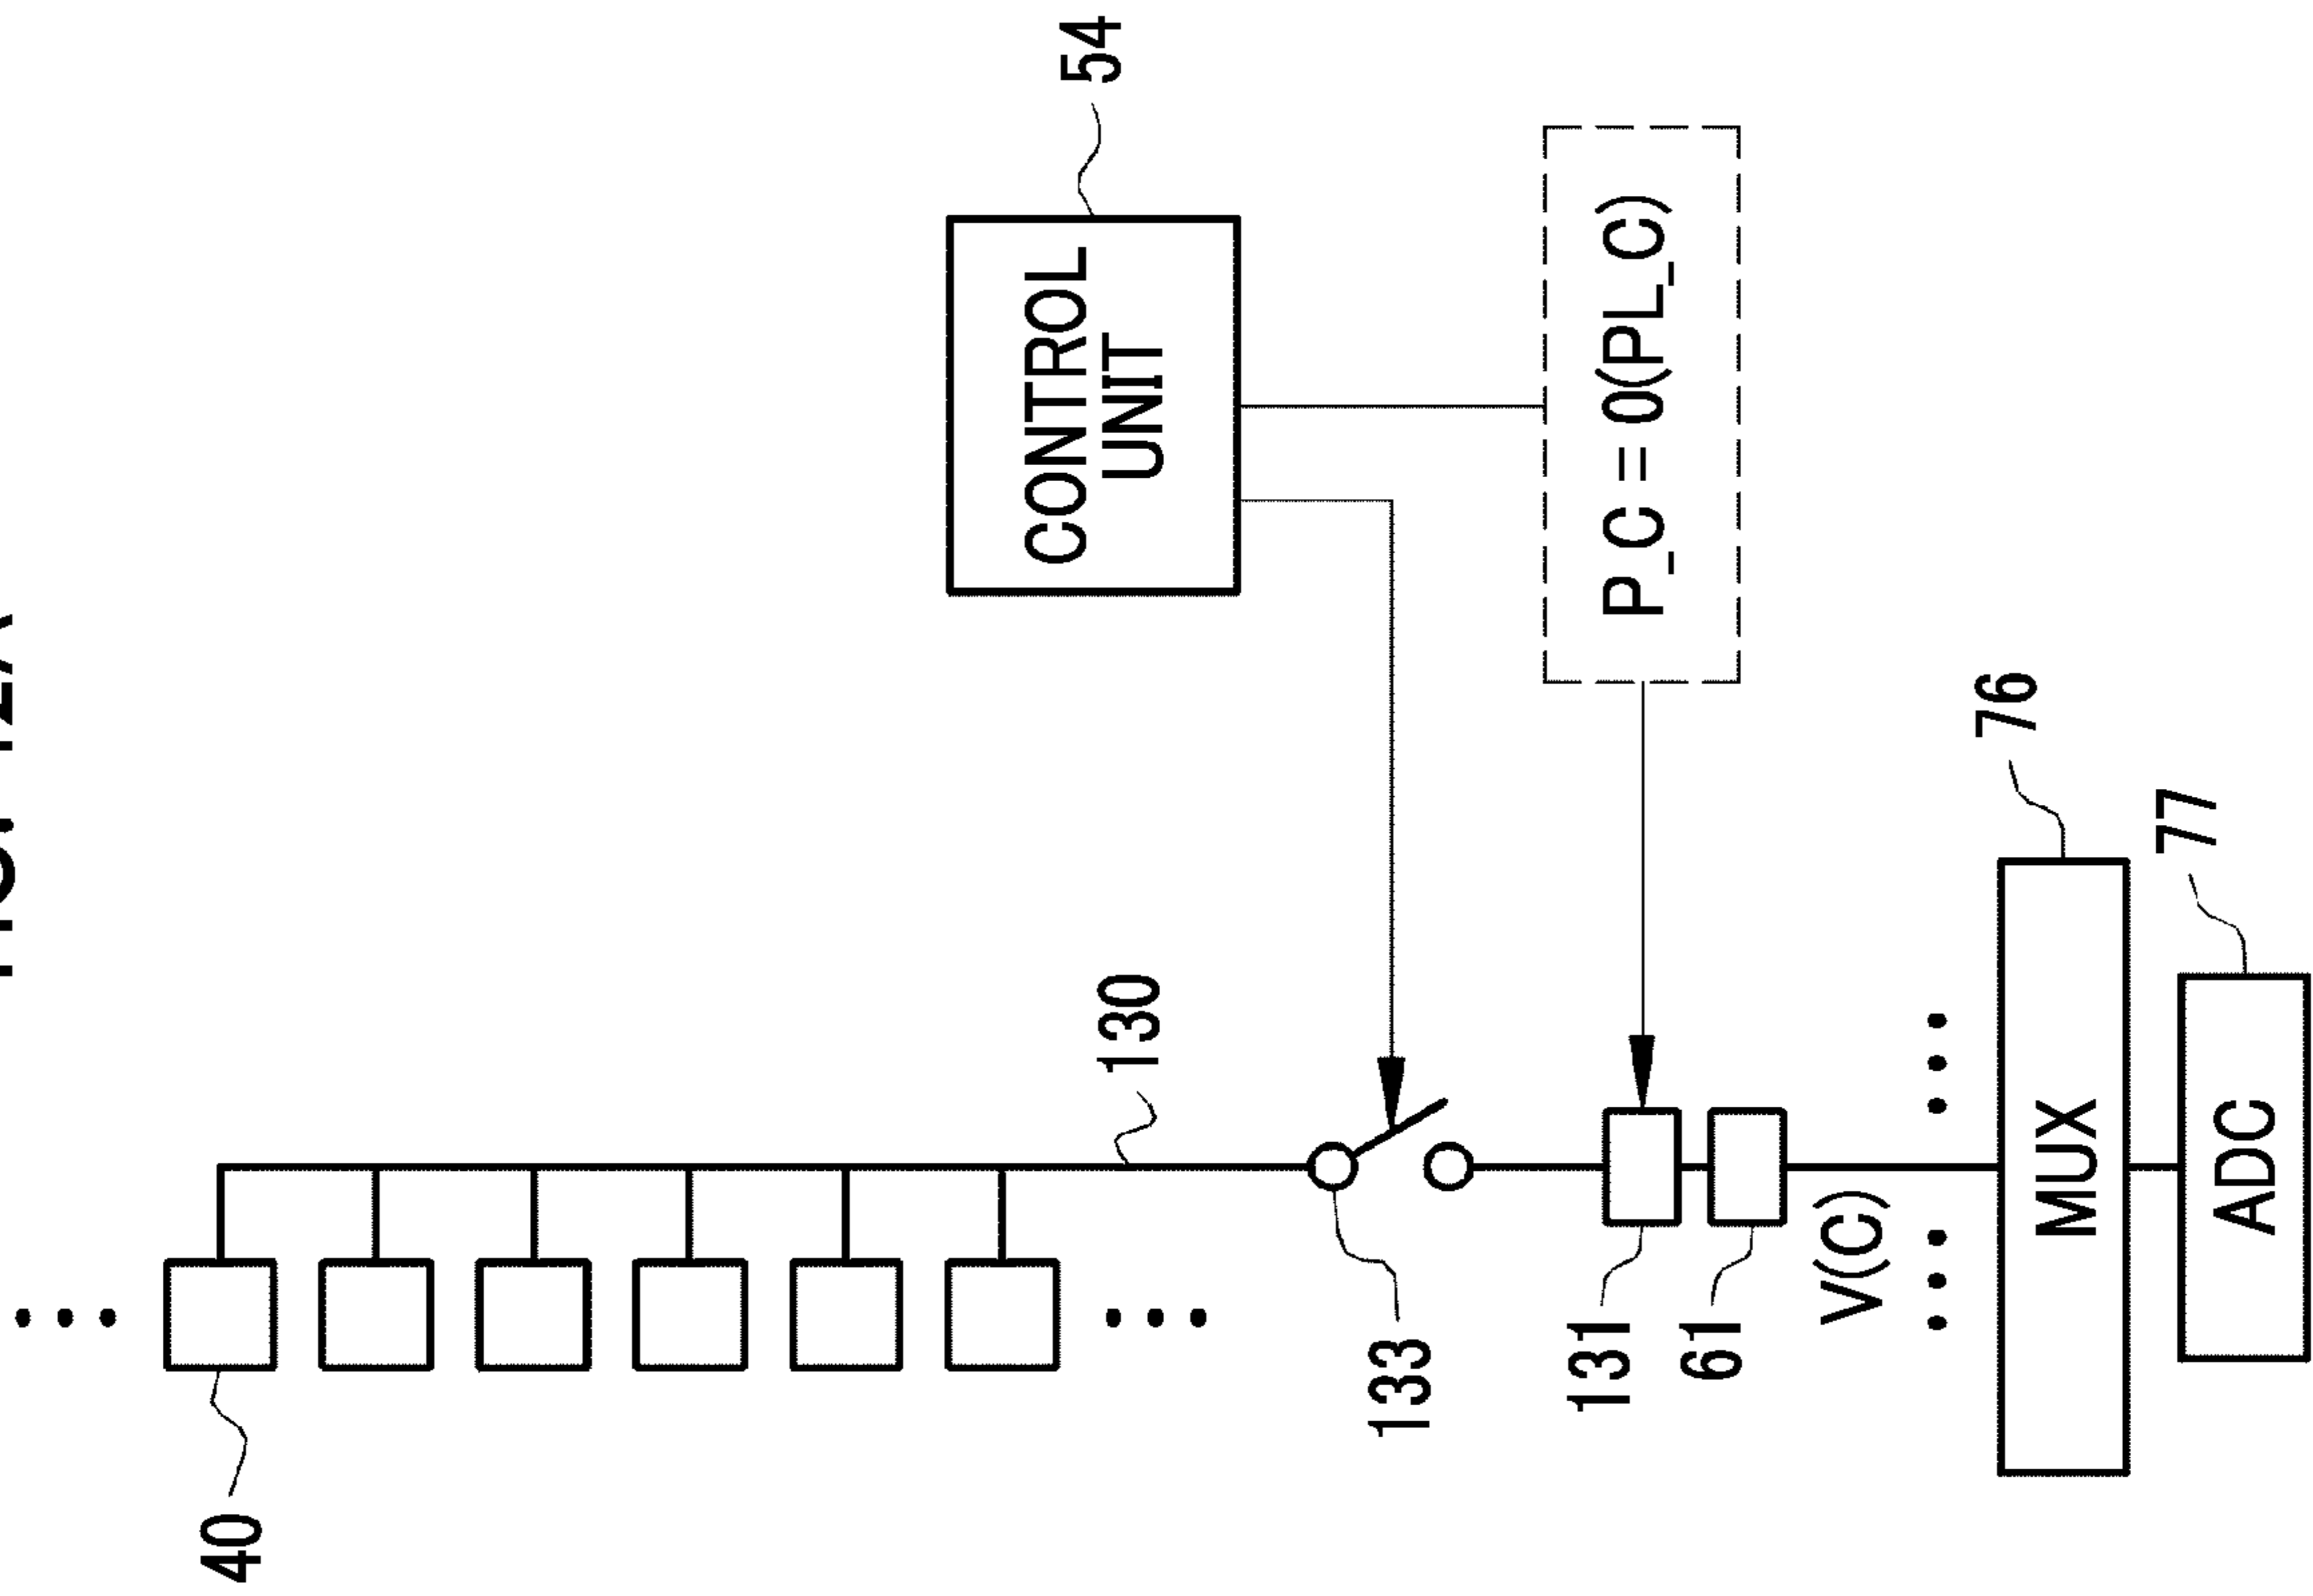 40
130
CONTROL
UNIT
54
133
131
61
P_C = 0(PL_C)
V(C)
MUX
76
ADC
77